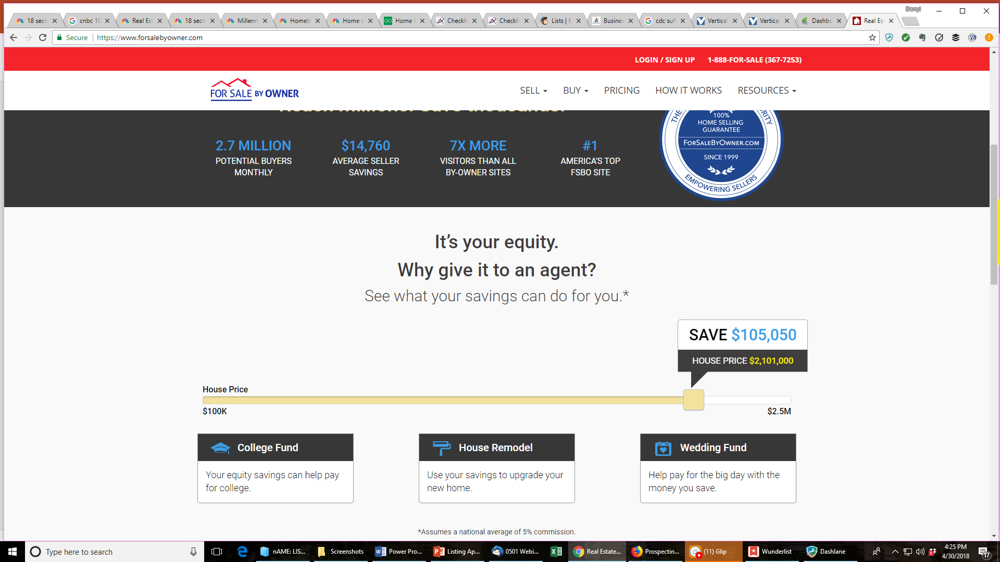 Darryl
18 secr
cnbc 18
Real Est
18 secr
Millenn
Homeb
Home s
GO Home
Checkli
Checkli
Lists |
Busines
cdc suf
Vertical
Vertical
Dashbo
Real Est
Secure https://www.forsalebyowner.com
LOGIN / SIGN UP 1-888-FOR-SALE (367-7253)
FOR SALE BY OWNER
SELL BUY PRICING HOW IT WORKS RESOURCES
2.7 MILLION
POTENTIAL BUYERS
MONTHLY
$14,760
AVERAGE SELLER
SAVINGS
7X MORE
VISITORS THAN ALL
BY-OWNER SITES
#1
AMERICA'S TOP
FSBO SITE
THE
RITY
100%
HOME SELLING
GUARANTEE
FORSALEBYOWNER.COM
SINCE 1999
EMPOWERING SELLERS
It’s your equity.
Why give it to an agent?
See what your savings can do for you.*
SAVE $105,050
HOUSE PRICE $2,101,000
House Price
$100K
$2.5M
College Fund
Your equity savings can help pay
for college.
House Remodel
Use your savings to upgrade your
new home.
Wedding Fund
Help pay for the big day with the
money you save.
*Assumes a national average of 5% commission.
Type here to search
nAME: LIS...
Screenshots
Power Pro...
Listing Ap...
0501 Webi...
Real Estate...
Prospectin...
(11) Glip
Wunderlist
Dashlane
4:25 PM
4/30/2018
17